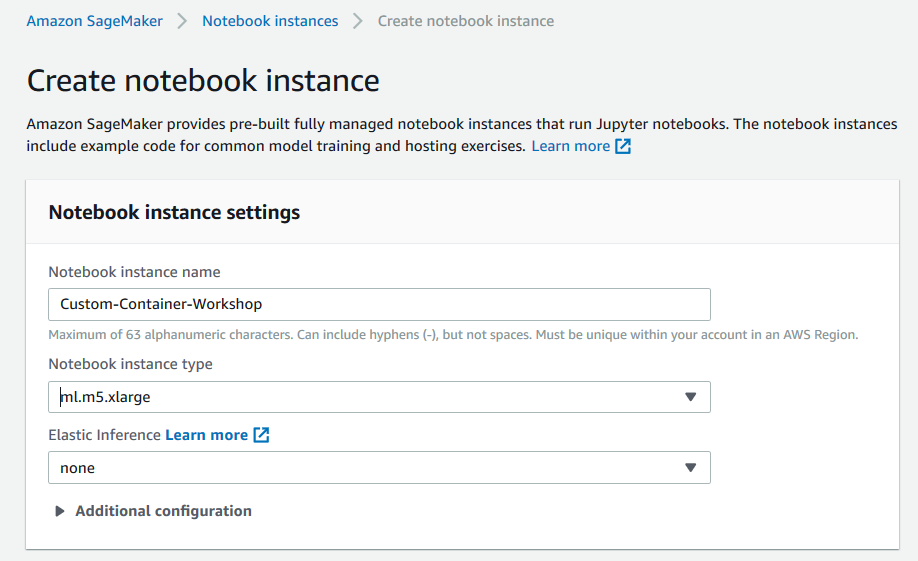 Amazon SageMaker > Notebook instances > Create notebook instance
Create notebook instance
Amazon SageMaker provides pre-built fully managed notebook instances that run Jupyter notebooks. The notebook instances
include example code for common model training and hosting exercises. Learn more
Notebook instance settings
Notebook instance name
Custom-Container-Workshop
Maximum of 63 alphanumeric characters. Can include hyphens (-), but not spaces. Must be unique within your account in an AWS Region.
Notebook instance type
ml.m5.xlarge
Elastic Inference Learn more
none
Additional configuration